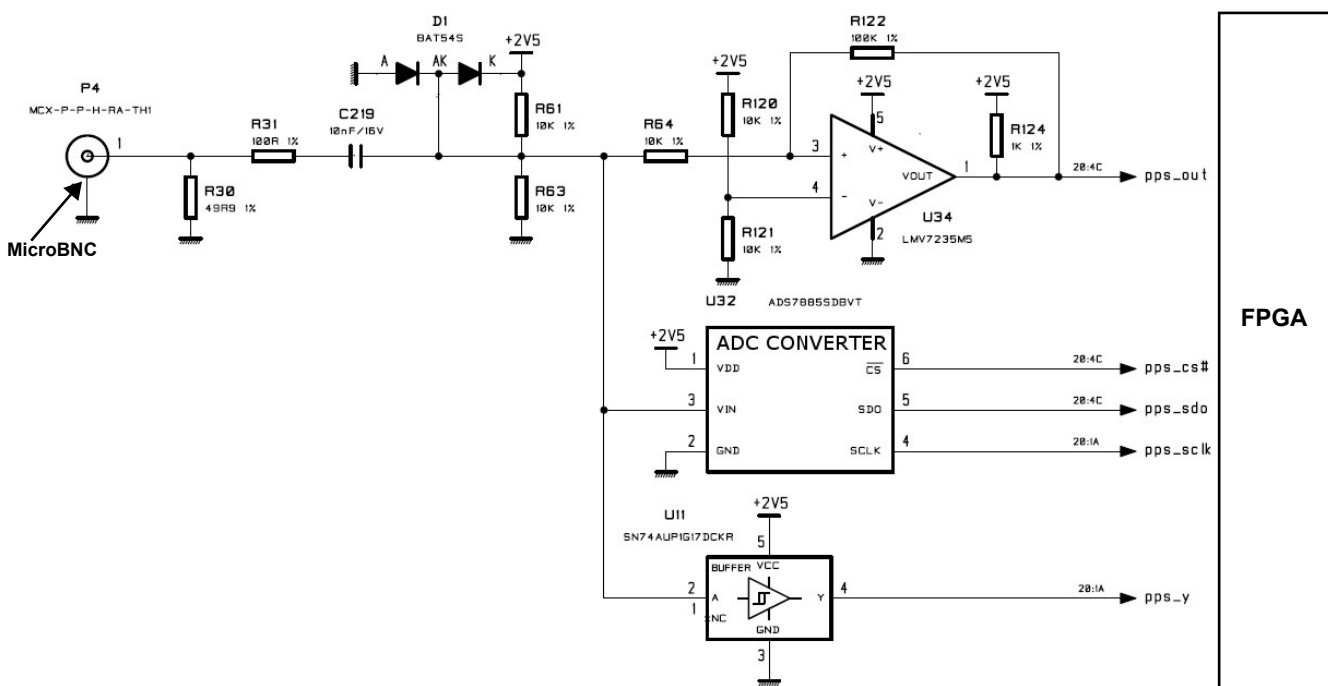 P4
MCX-P-P-H-RA-TH1
1
MicroBNC
R30
49R9 1%
R31
100R 1%
C219
10nF/16V
D1
BAT54S
A
AK
K
+2V5
R61
10K 1%
R63
10K 1%
R64
10K 1%
+2V5
R120
10K 1%
R121
10K 1%
R122
100K 1%
+2V5
5
V+
3
+
4
-
VOUT
1
V-
2
U34
LMV7235M5
+2V5
R124
1K 1%
20:4C
pps_out
U32
ADS7885SDBVT
+2V5
ADC CONVERTER
1
VDD
CS
6
20:4C
pps_cs#
3
VIN
SDO
5
20:4C
pps_sdo
2
GND
SCLK
4
20:1A
pps_sclk
U11
SN74AUP1G17DCKR
+2V5
5
BUFFER
VCC
2
A
Y
4
20:1A
pps_y
1
NC
GND
3
FPGA